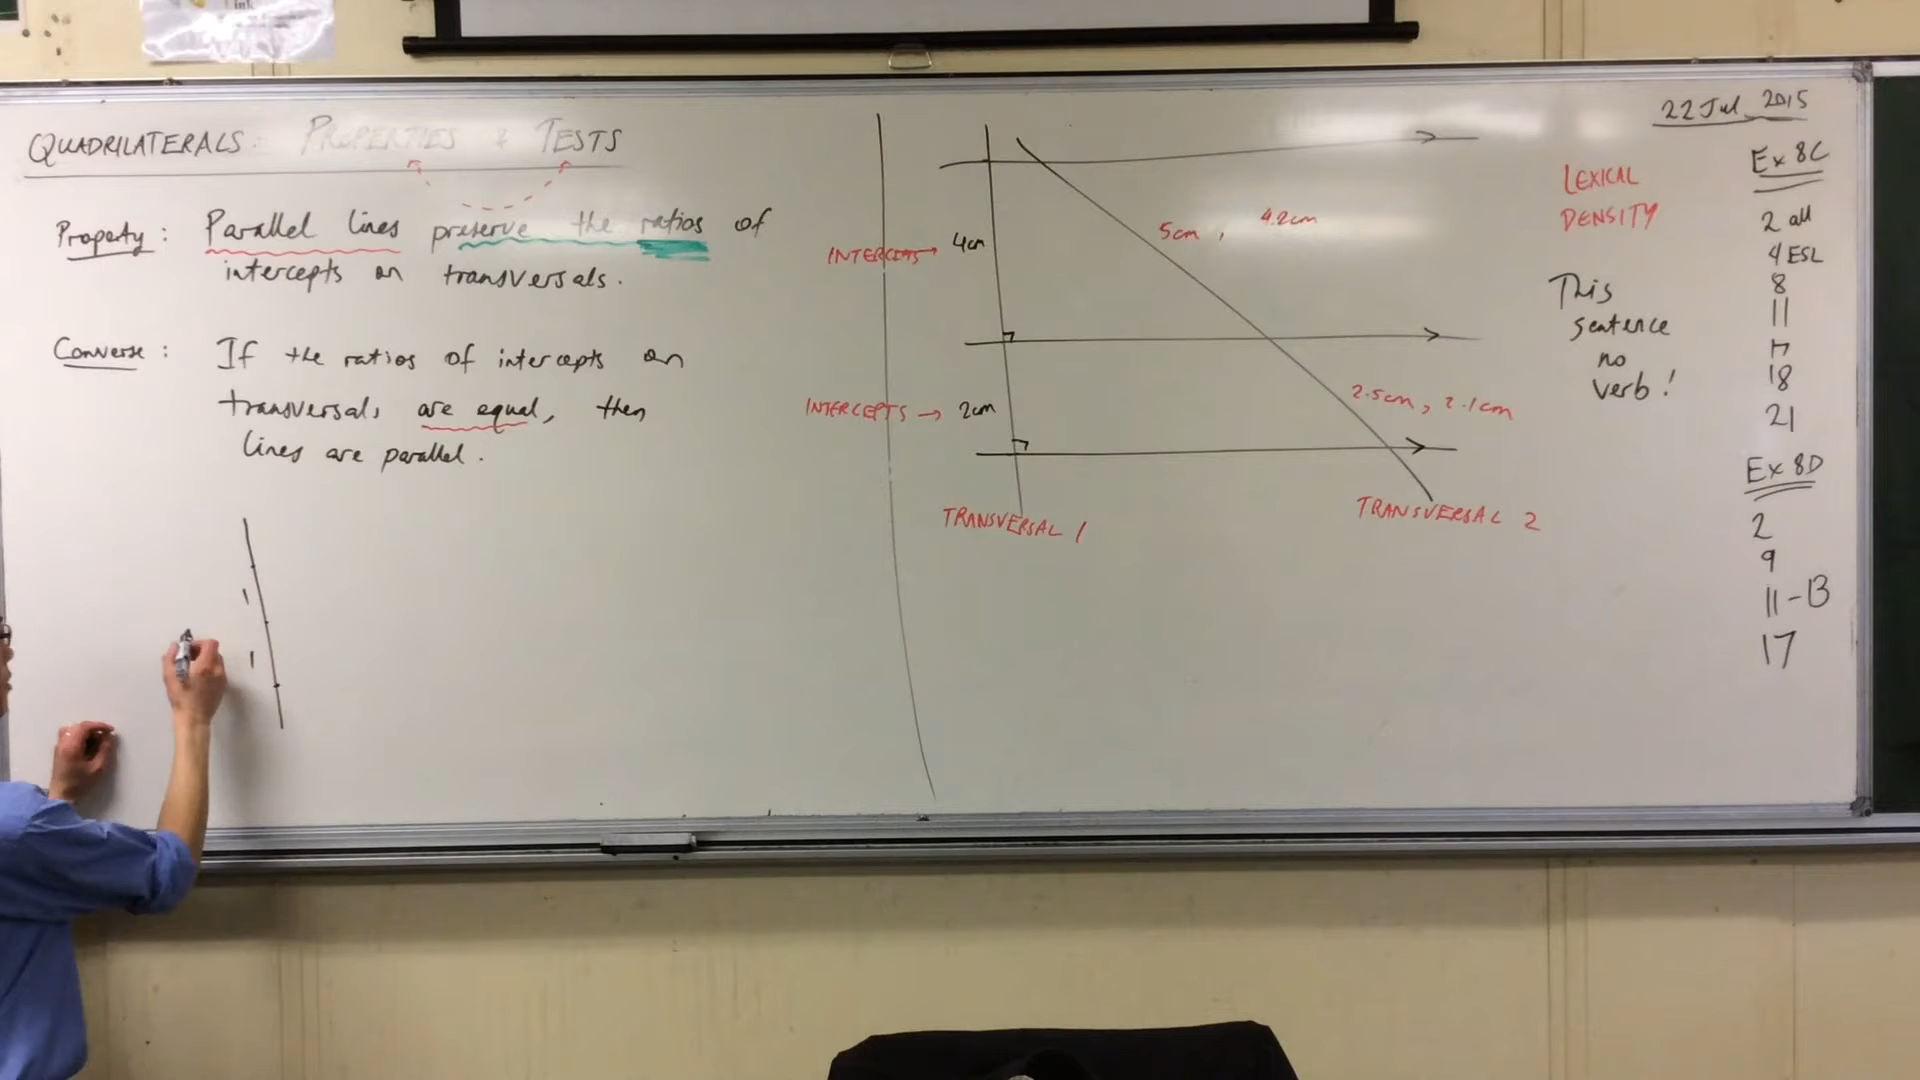 ink
QUADRILATERALS: PROPERTIES & TESTS
Property: Parallel lines preserve the ratios of
intercepts on transversals.
Converse: If the ratios of intercepts on
transversals are equal, then
lines are parallel.
I
I
INTERCEPTS → 4cm
5cm, 4.2cm
INTERCEPTS → 2cm
2.5cm, 2.1cm
TRANSVERSAL 1
TRANSVERSAL 2
LEXICAL
DENSITY
This
sentence
no
verb!
22 Jul 2015
Ex 8C
2 all
4 ESL
8
11
17
18
21
Ex 8D
2
9
11-13
17